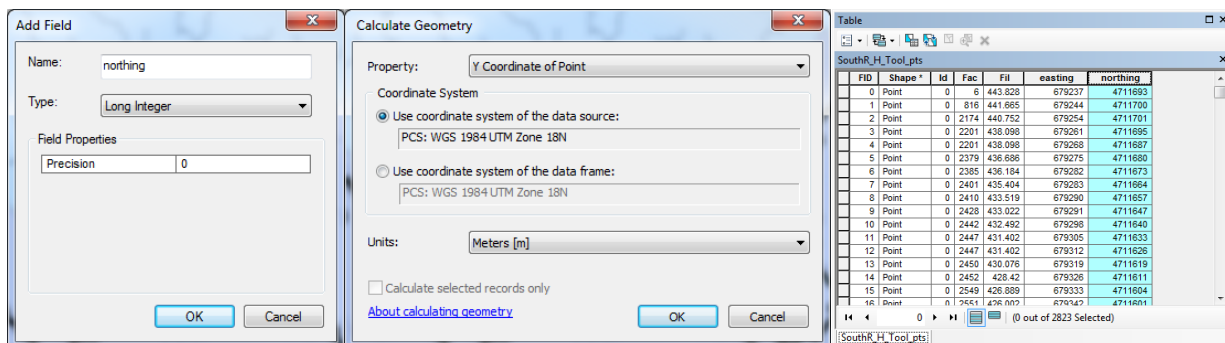 Add Field
Name: northing
Type: Long Integer
Field Properties
Precision 0
OK Cancel
Calculate Geometry
Property: Y Coordinate of Point
Coordinate System
Use coordinate system of the data source:
PCS: WGS 1984 UTM Zone 18N
Use coordinate system of the data frame:
PCS: WGS 1984 UTM Zone 18N
Units: Meters [m]
Calculate selected records only
About calculating geometry
OK Cancel
Table
SouthR_H_Tool_pts
FID Shape * Id Fac Fil easting northing
0 Point 0 6 443.828 679237 4711693
1 Point 0 816 441.665 679244 4711700
2 Point 0 2174 440.752 679254 4711701
3 Point 0 2201 438.098 679261 4711695
4 Point 0 2201 438.098 679268 4711687
5 Point 0 2379 436.686 679275 4711680
6 Point 0 2385 436.184 679282 4711673
7 Point 0 2401 435.404 679283 4711664
8 Point 0 2410 433.519 679290 4711657
9 Point 0 2428 433.022 679291 4711647
10 Point 0 2442 432.492 679298 4711640
11 Point 0 2447 431.402 679305 4711633
12 Point 0 2447 431.402 679312 4711626
13 Point 0 2450 430.076 679319 4711619
14 Point 0 2452 428.42 679326 4711611
15 Point 0 2549 426.889 679333 4711604
16 Point 0 2551 426.002 679342 4711601
0 (0 out of 2823 Selected)
SouthR_H_Tool_pts